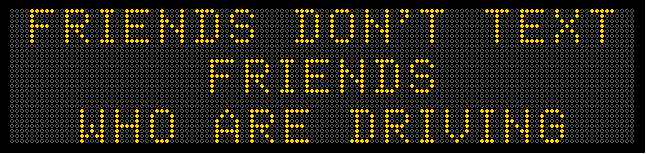 FRIENDS DON'T TEXT
FRIENDS
WHO ARE DRIVING